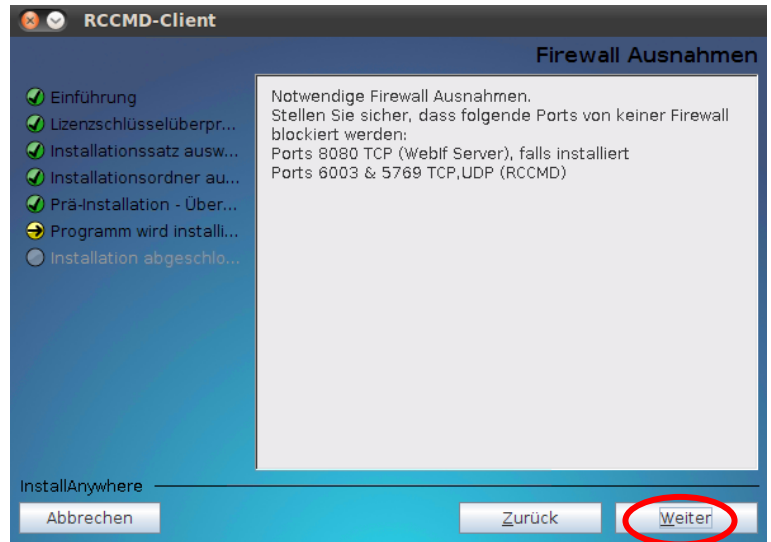 RCCMD-Client
Firewall Ausnahmen
Einführung
Lizenzschlüsselüberpr...
Installationssatz ausw...
Installationsordner au...
Prä-Installation - Über...
Programm wird installi...
Installation abgeschlo...
Notwendige Firewall Ausnahmen.
Stellen Sie sicher, dass folgende Ports von keiner Firewall
blockiert werden:
Ports 8080 TCP (WebIf Server), falls installiert
Ports 6003 & 5769 TCP,UDP (RCCMD)
InstallAnywhere
Abbrechen
Zurück
Weiter